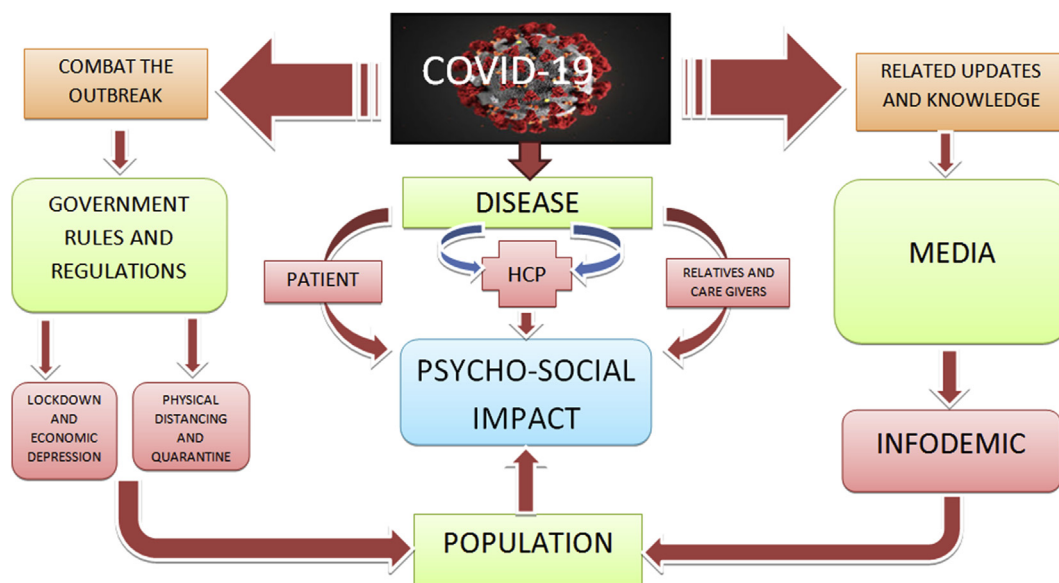 COMBAT THE
OUTBREAK
COVID-19
RELATED UPDATES
AND KNOWLEDGE
GOVERNMENT
RULES AND
REGULATIONS
DISEASE
MEDIA
PATIENT
HCP
RELATIVES AND
CARE GIVERS
PSYCHO-SOCIAL
IMPACT
LOCKDOWN
AND
ECONOMIC
DEPRESSION
PHYSICAL
DISTANCING
AND
QUARANTINE
INFODEMIC
POPULATION